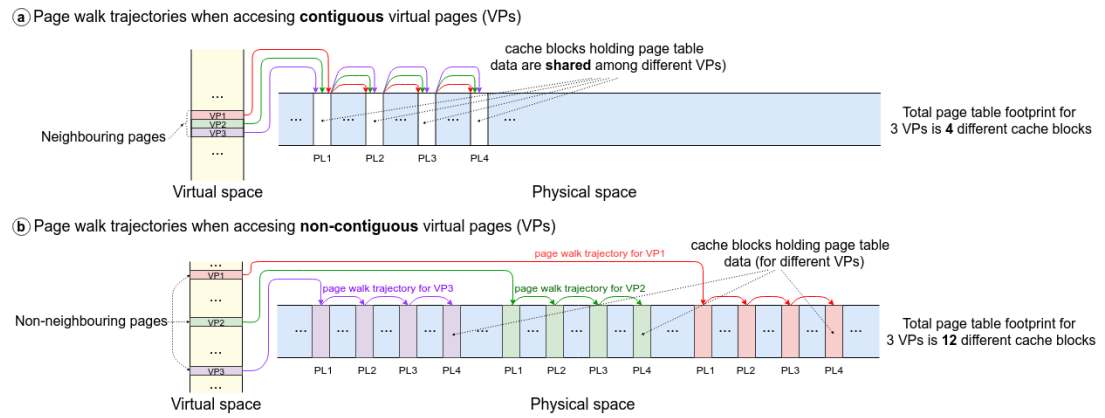 a Page walk trajectories when accesing contiguous virtual pages (VPs)
cache blocks holding page table
data are shared among different VPs)
...
VP1
VP2
VP3
...
Neighbouring pages
... ... ... ... ...
PL1 PL2 PL3 PL4
Total page table footprint for
3 VPs is 4 different cache blocks
Virtual space
Physical space
b Page walk trajectories when accesing non-contiguous virtual pages (VPs)
cache blocks holding page table
data (for different VPs)
page walk trajectory for VP1
...
VP1
...
VP2
...
VP3
...
Non-neighbouring pages
page walk trajectory for VP3
page walk trajectory for VP2
... ... ... ... ... ... ... ... ... ... ... ... ...
PL1 PL2 PL3 PL4 PL1 PL2 PL3 PL4 PL1 PL2 PL3 PL4
Total page table footprint for
3 VPs is 12 different cache blocks
Virtual space
Physical space